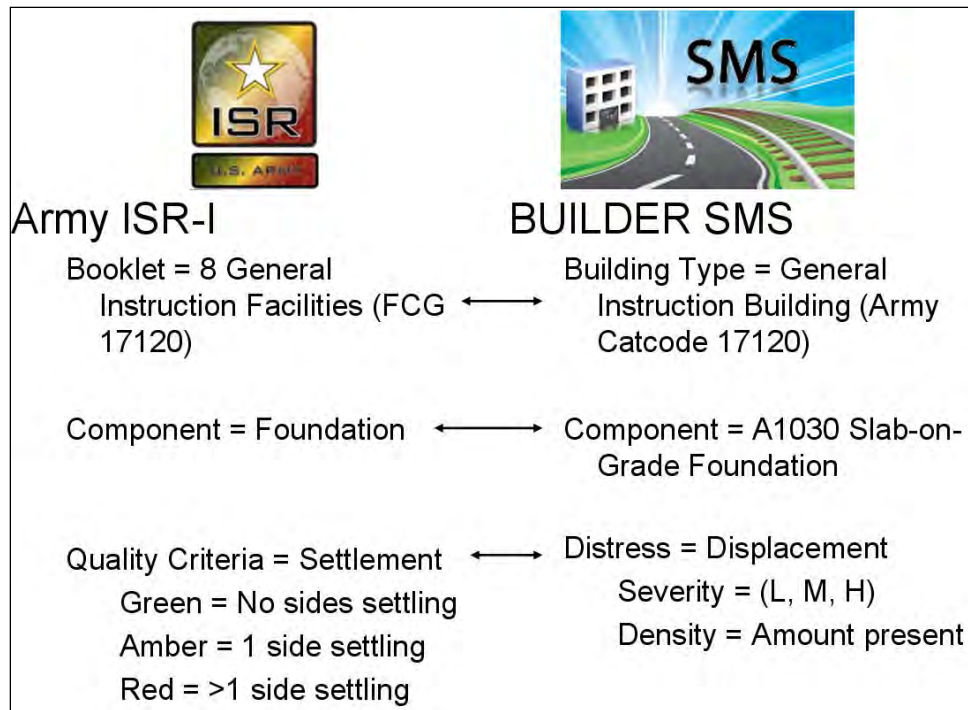 ISR
U.S. ARMY
SMS
Army ISR-I
BUILDER SMS
Booklet = 8 General
Instruction Facilities (FCG
17120)
Building Type = General
Instruction Building (Army
Catcode 17120)
Component = Foundation
Component = A1030 Slab-on-
Grade Foundation
Quality Criteria = Settlement
Green = No sides settling
Amber = 1 side settling
Red = >1 side settling
Distress = Displacement
Severity = (L, M, H)
Density = Amount present